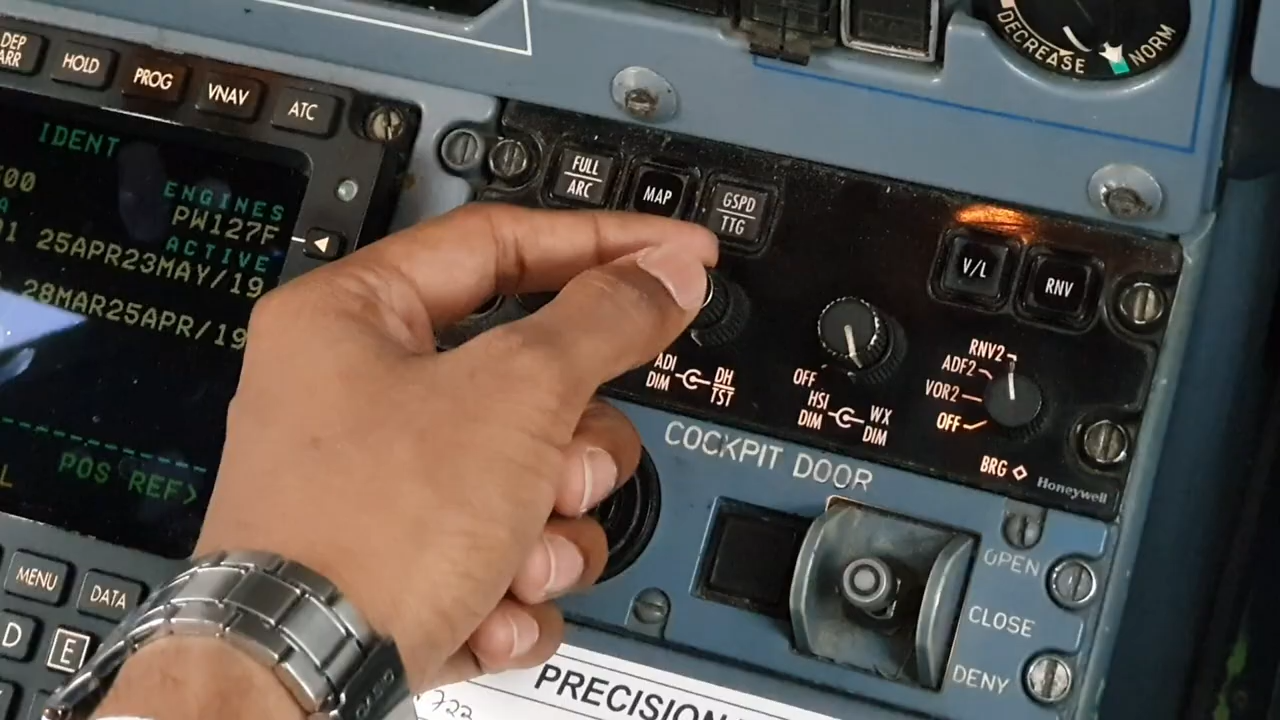 DECREASE
NORM
DEP
ARR
HOLD
PROG
VNAV
ATC
IDENT
ENGINES
PW127F
ACTIVE
25APR23MAY/19
28MAR25APR/19
POS REF>
MENU
DATA
D
E
FULL
ARC
MAP
GSPD
TTG
V/L
RNV
ADI
DIM
DH
TST
OFF
HSI
DIM
WX
DIM
RNV2
ADF2
VOR2
OFF
BRG
Honeywell
COCKPIT DOOR
OPEN
CLOSE
DENY
PRECISION
722
CASIO